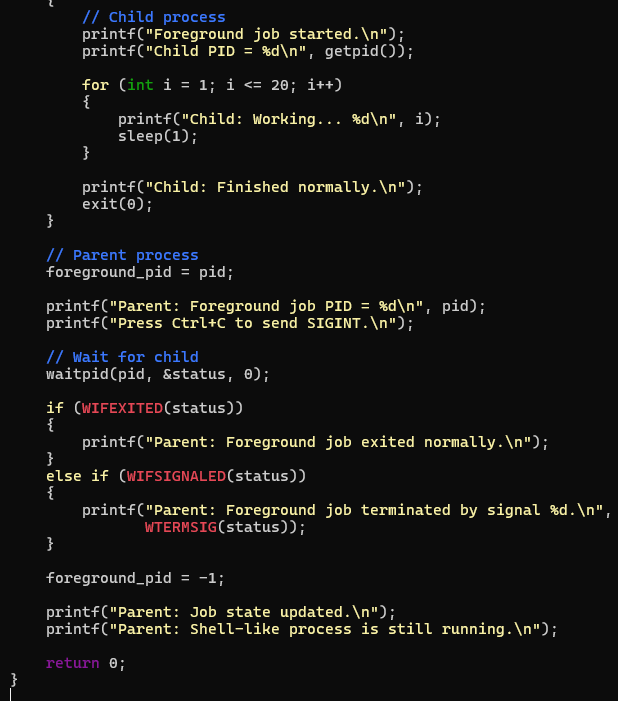 {
        // Child process
        printf("Foreground job started.\n");
        printf("Child PID = %d\n", getpid());

        for (int i = 1; i <= 20; i++)
        {
            printf("Child: Working... %d\n", i);
            sleep(1);
        }

        printf("Child: Finished normally.\n");
        exit(0);
    }

    // Parent process
    foreground_pid = pid;

    printf("Parent: Foreground job PID = %d\n", pid);
    printf("Press Ctrl+C to send SIGINT.\n");

    // Wait for child
    waitpid(pid, &status, 0);

    if (WIFEXITED(status))
    {
        printf("Parent: Foreground job exited normally.\n");
    }
    else if (WIFSIGNALED(status))
    {
        printf("Parent: Foreground job terminated by signal %d.\n",
               WTERMSIG(status));
    }

    foreground_pid = -1;

    printf("Parent: Job state updated.\n");
    printf("Parent: Shell-like process is still running.\n");

    return 0;
}